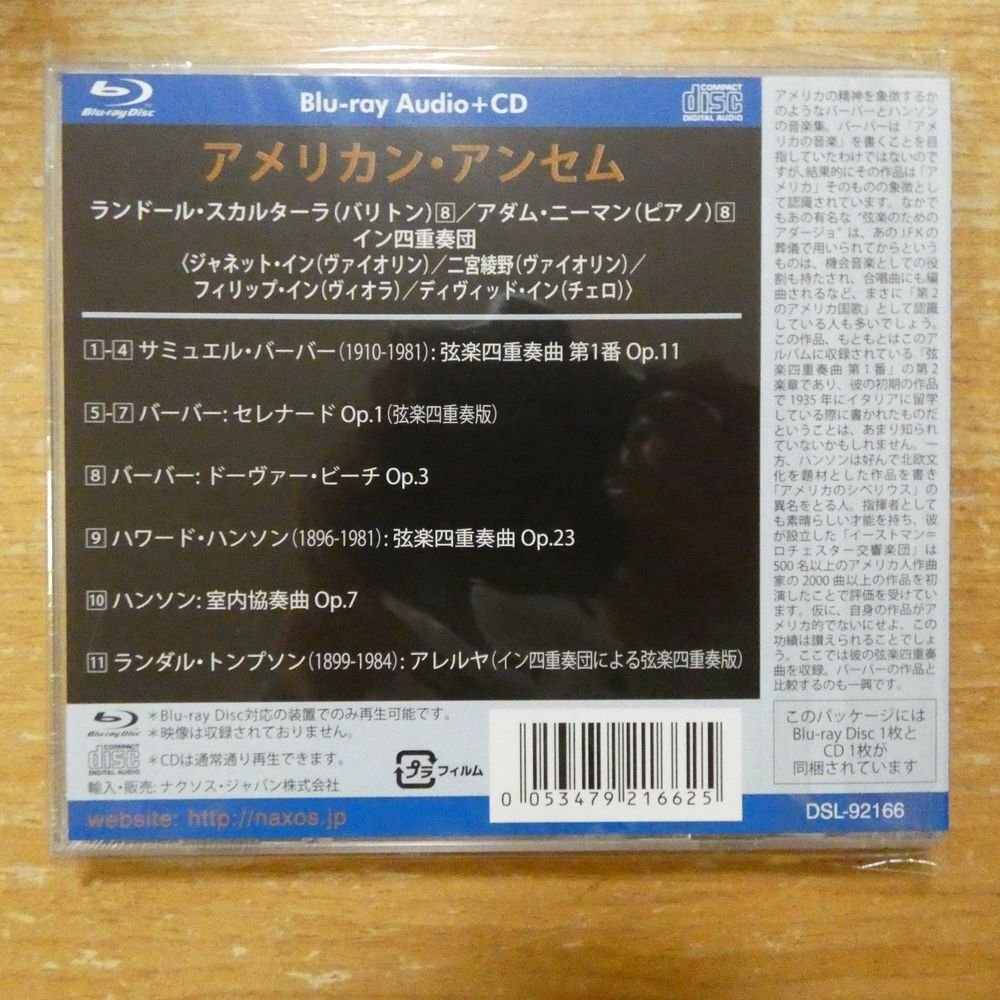 Blu-ray Disc
Blu-ray Audio+CD
COMPACT
disc
DIGITAL AUDIO
アメリカン・アンセム
ランドール・スカルターラ(バリトン)8/アダム・ニーマン(ピアノ)8
イン四重奏団
〈ジャネット・イン(ヴァイオリン)/二宮綾野(ヴァイオリン)/
フィリップ・イン(ヴィオラ)/ディヴィッド・イン(チェロ)〉
1-4 サミュエル・バーバー(1910-1981): 弦楽四重奏曲 第1番 Op.11
5-7 バーバー: セレナード Op.1(弦楽四重奏版)
8 バーバー: ドーヴァー・ビーチ Op.3
9 ハワード・ハンソン(1896-1981): 弦楽四重奏曲 Op.23
10 ハンソン: 室内協奏曲 Op.7
11 ランダル・トンプソン(1899-1984): アレルヤ(イン四重奏団による弦楽四重奏版)
アメリカの精神を象徴するか
のようなバーバーとハンソン
の音楽集。バーバーは「アメリ
カの音楽」を書くことを目
指していたわけではないので
すが、結果的にその作品は「ア
メリカ」そのものの象徴とし
て認識されています。なかで
もあの有名な“弦楽のための
アダージョ”は、あのJ.F.Kの
葬儀で用いられてからという
ものは、機会音楽としての役
割も持たされ、合唱曲にも編
曲されるなど、まさに「第2
のアメリカ国歌」として認識
している人も多いでしょう。
この作品、もともとはこのア
ルバムに収録されている「弦
楽四重奏曲 第1番」の第2
楽章であり、彼の初期の作品
で1935年にイタリアに留学
している際に書かれたものだ
ということは、あまり知られ
ていないかもしれません。一
方、ハンソンは好んで北欧文
化を題材とした作品を書き
「アメリカのシベリウス」の
異名をとる人。指揮者として
も素晴らしい才能を持ち、彼
が設立した「イーストマン=
ロチェスター交響楽団」は
500名以上のアメリカ人作曲
家の2000曲以上の作品を初
演したことで評価を受けてい
ます。仮に、自身の作品がア
メリカ的でないにせよ、この
功績は讃えられることでしょ
う。ここでは彼の弦楽四重奏
曲を収録。バーバーの作品と
比較するのも一興です。
Blu-ray Disc
*Blu-ray Disc対応の装置でのみ再生可能です。
*映像は収録されておりません。
COMPACT
disc
DIGITAL AUDIO
*CDは通常通り再生できます。
輸入・販売: ナクソス・ジャパン株式会社
website: http://naxos.jp
プラ フィルム
0 053479 216625
このパッケージには
Blu-ray Disc 1枚と
CD 1枚が
同梱されています
DSL-92166